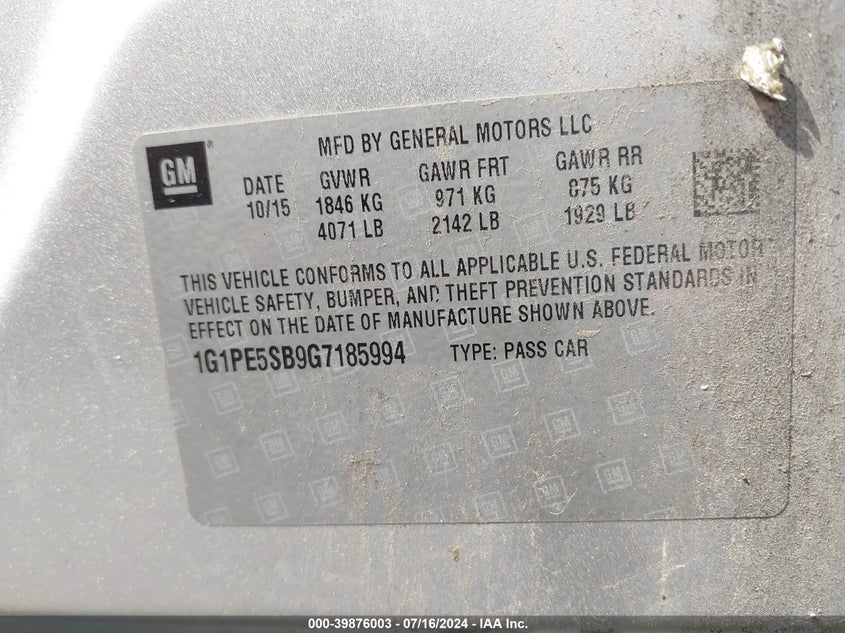 GM®
MFD BY GENERAL MOTORS LLC
DATE GVWR GAWR FRT GAWR RR
10/15 1846 KG 971 KG 875 KG
4071 LB 2142 LB 1929 LB
THIS VEHICLE CONFORMS TO ALL APPLICABLE U.S. FEDERAL MOTOR
VEHICLE SAFETY, BUMPER, AND THEFT PREVENTION STANDARDS IN
EFFECT ON THE DATE OF MANUFACTURE SHOWN ABOVE.
1G1PE5SB9G7185994 TYPE: PASS CAR
000-39876003 - 07/16/2024 - IAA Inc.